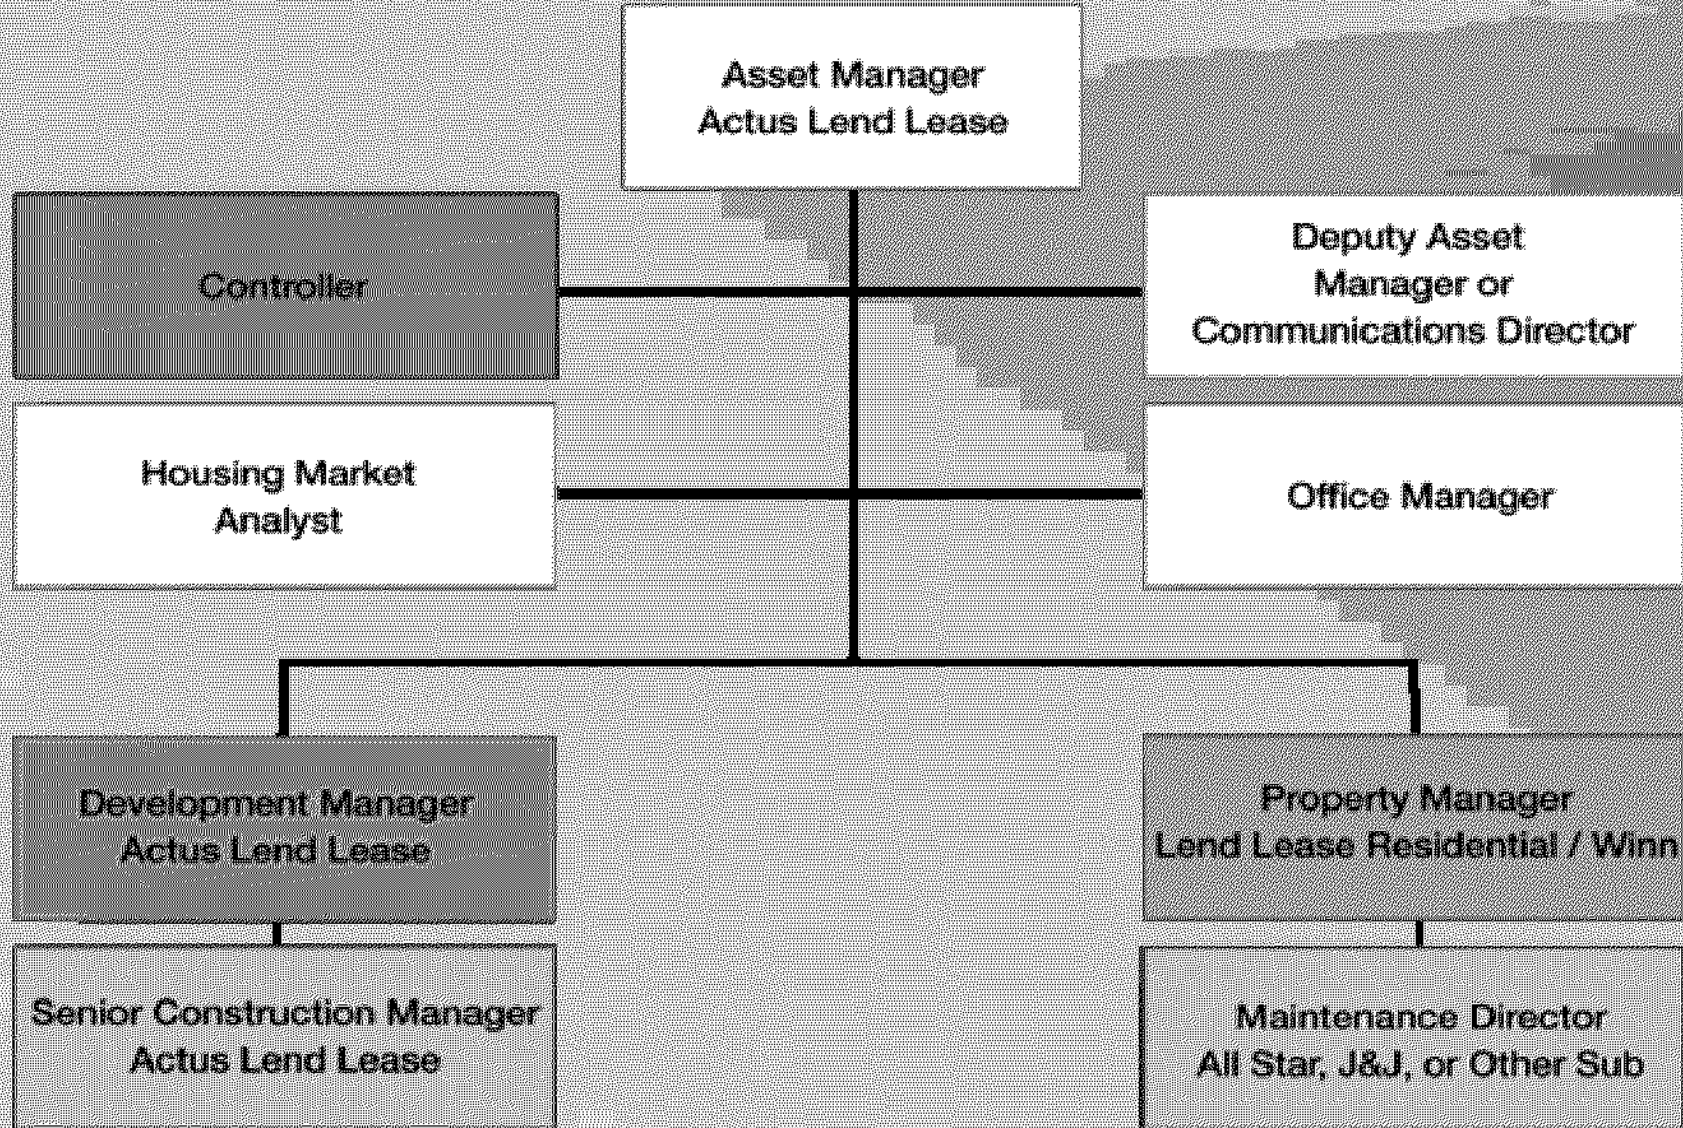 Asset Manager
Actus Lend Lease
Controller
Deputy Asset
Manager or
Communications Director
Housing Market
Analyst
Office Manager
Development Manager
Actus Lend Lease
Property Manager
Lend Lease Residential / Winn
Senior Construction Manager
Actus Lend Lease
Maintenance Director
All Star, J&J, or Other Sub